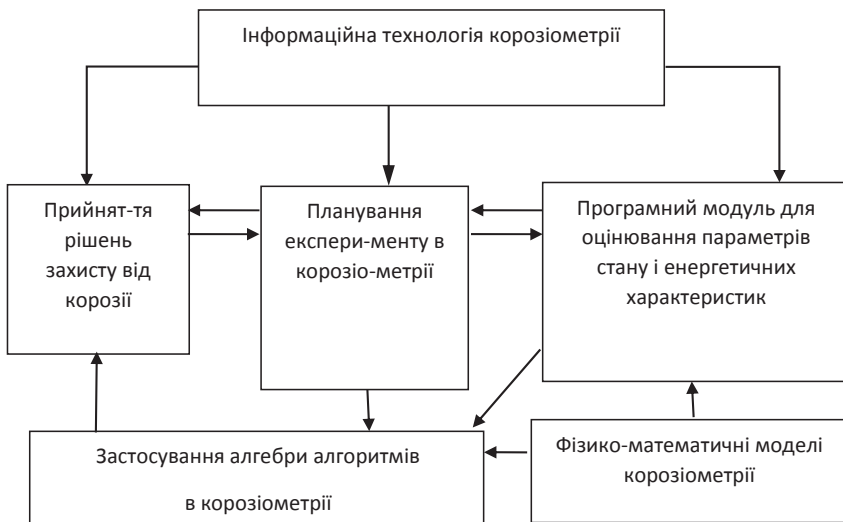 Інформаційна технологія корозіометрії
Прийнят-тя
рішень
захисту від
корозії
Планування
експери-менту в
корозіо-метрії
Програмний модуль для
оцінювання параметрів
стану і енергетичних
характеристик
Застосування алгебри алгоритмів
в корозіометрії
Фізико-математичні моделі
корозіометрії